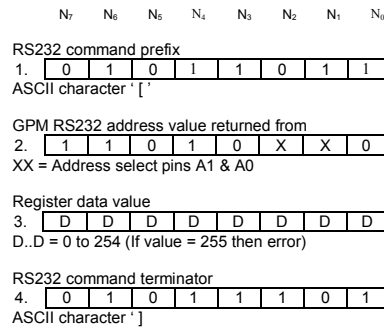 N7 N6 N5 N4 N3 N2 N1 N0
RS232 command prefix
1. 0 1 0 1 1 0 1 1
ASCII character ‘ [ ’
GPM RS232 address value returned from
2. 1 1 0 1 0 X X 0
XX = Address select pins A1 & A0
Register data value
3. D D D D D D D D
D..D = 0 to 254 (If value = 255 then error)
RS232 command terminator
4. 0 1 0 1 1 1 0 1
ASCII character ‘ ]